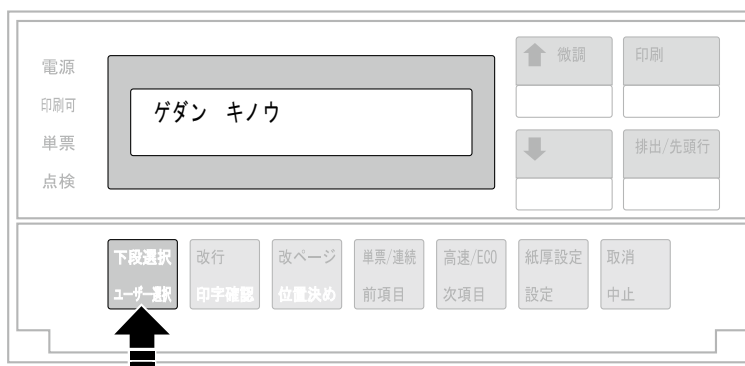 電源
印刷可
単票
点検
ゲダン キノウ
微調
印刷
排出/先頭行
下段選択
ユーザー選択
改行
印字確認
改ページ
位置決め
単票/連続
前項目
高速/ECO
次項目
紙厚設定
設定
取消
中止